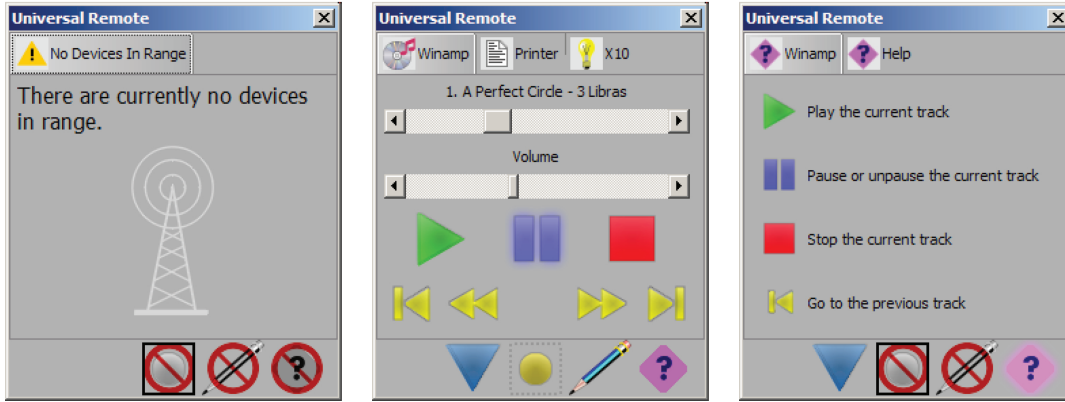 Universal Remote
No Devices In Range
There are currently no devices
in range.
?
Universal Remote
Winamp Printer X10
1. A Perfect Circle - 3 Libras
Volume
?
Universal Remote
? Winamp ? Help
Play the current track
Pause or unpause the current track
Stop the current track
Go to the previous track
?